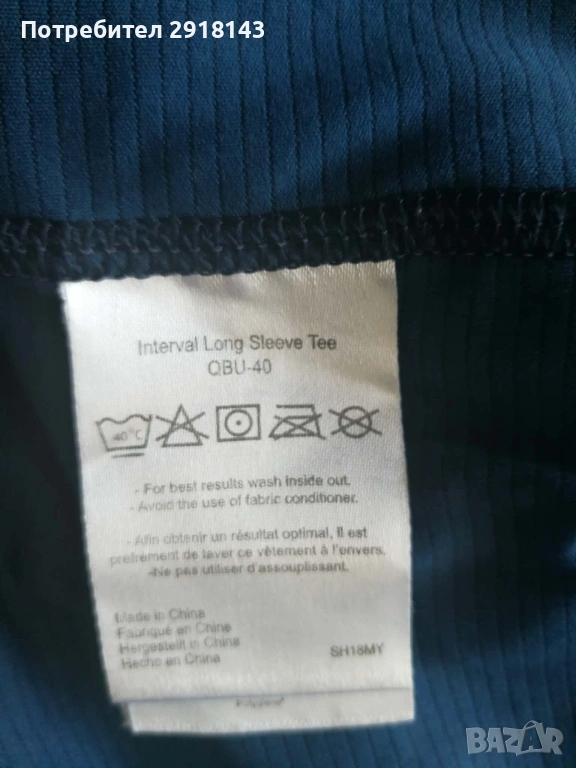 Потребител 2918143
Interval Long Sleeve Tee
QBU-40
40°C
- For best results wash inside out.
- Avoid the use of fabric conditioner.
-Afin obtenir un résultat optimal, il est
prefrement de laver ce vêtement à l'envers.
-Ne pas utiliser d'assouplissant.
Made in China
Fabriqué en Chine
Hergestellt in China
Hecho en China
SH18MY
BAZAR